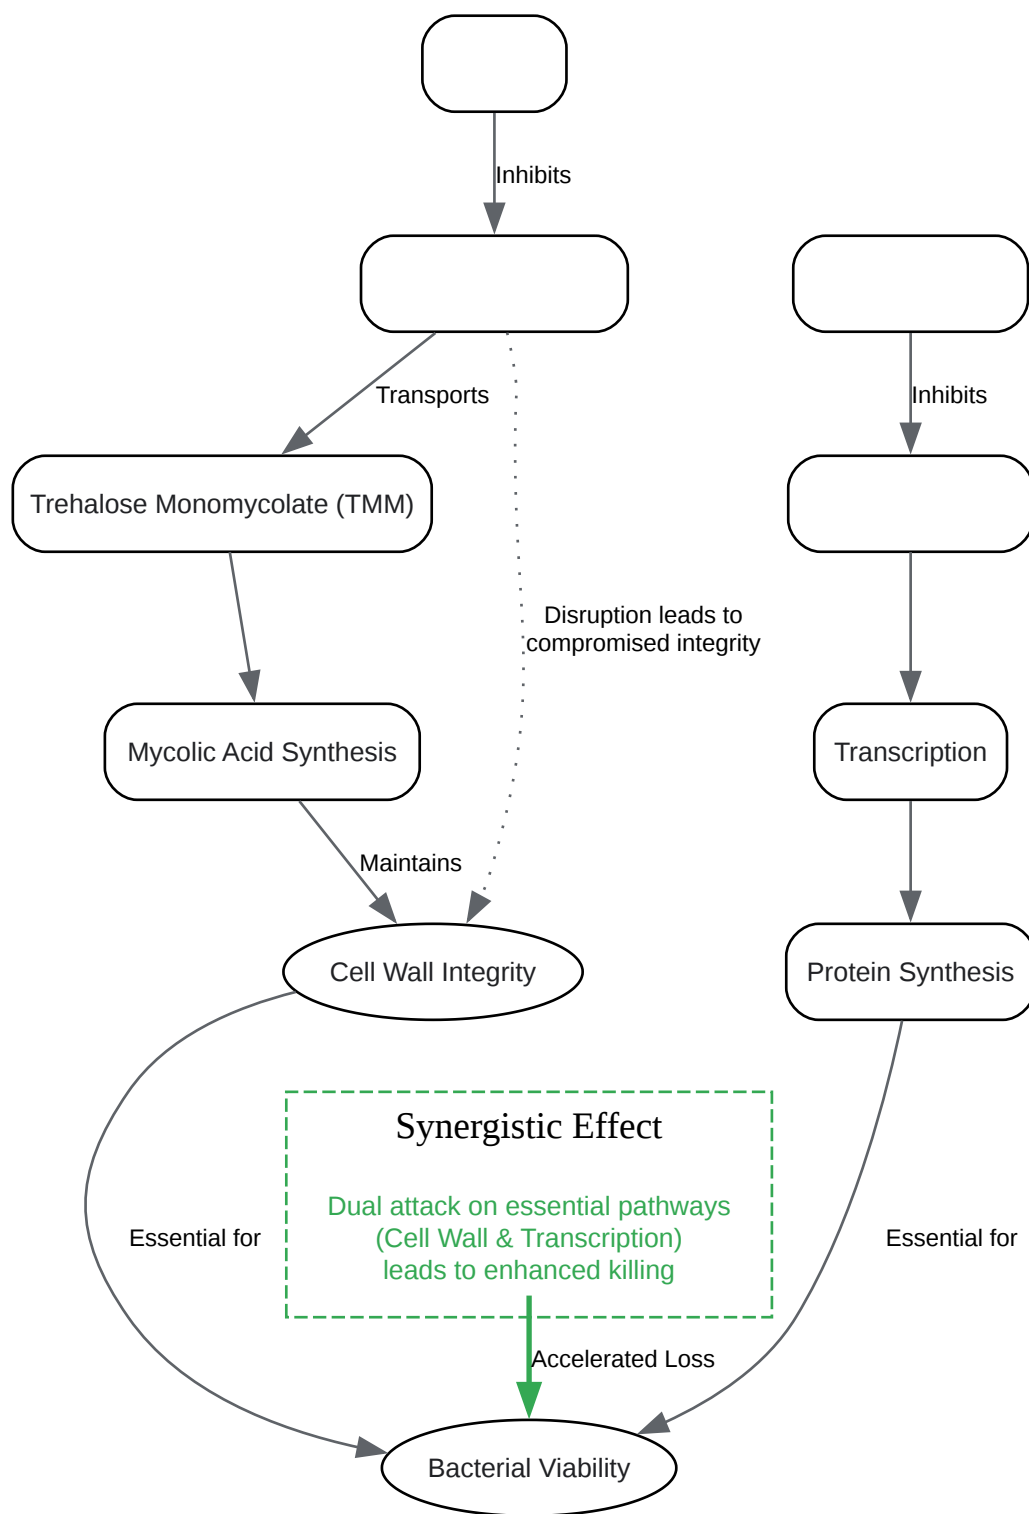 Inhibits
Transports
Inhibits
Trehalose Monomycolate (TMM)
Disruption leads to
compromised integrity
Mycolic Acid Synthesis
Transcription
Maintains
Cell Wall Integrity
Protein Synthesis
Synergistic Effect
Dual attack on essential pathways
(Cell Wall & Transcription)
leads to enhanced killing
Essential for
Essential for
Accelerated Loss
Bacterial Viability